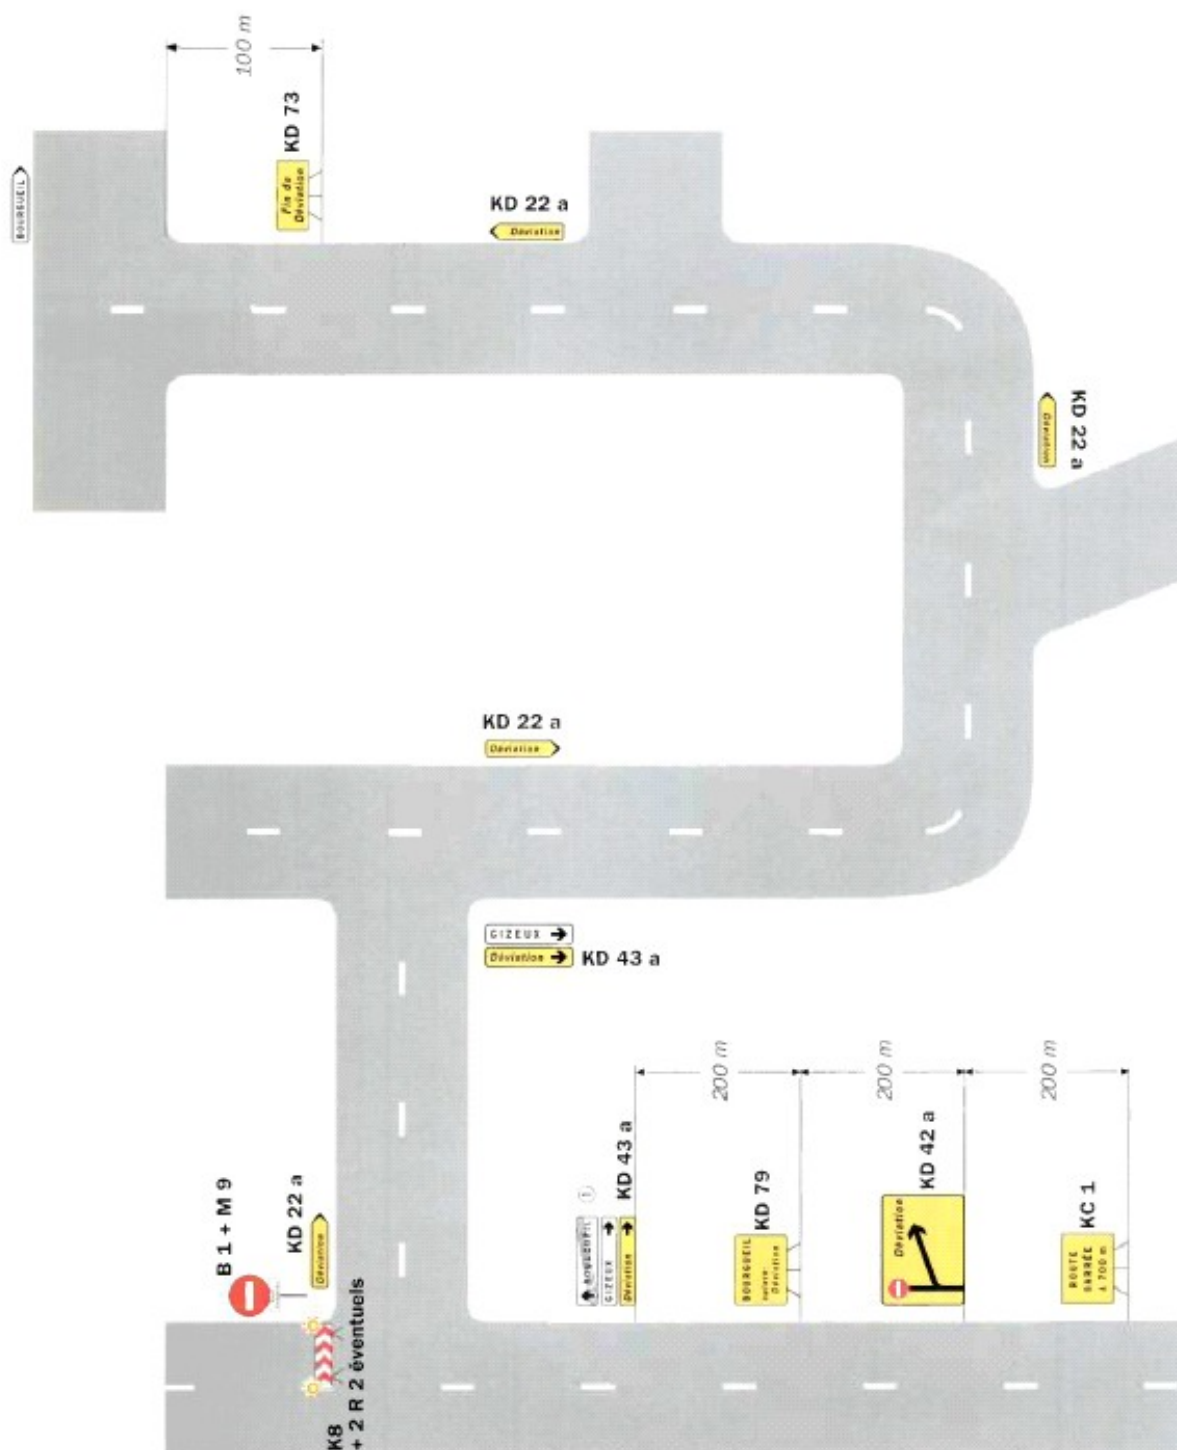 100 m
KD 73
Fin de
Déviation
BOURGUEIL
KD 22 a
Déviation
KD 22 a
Déviation
KD 22 a
Déviation
GIZEUX
Déviation
KD 43 a
B 1 + M 9
KD 22 a
Déviation
K8
+ 2 R 2 éventuels
BOURGUEIL
GIZEUX
Déviation
KD 43 a
200 m
KD 79
BOURGUEIL
suivre
Déviation
200 m
KD 42 a
Déviation
200 m
KC 1
ROUTE
BARRÉE
À 700 m